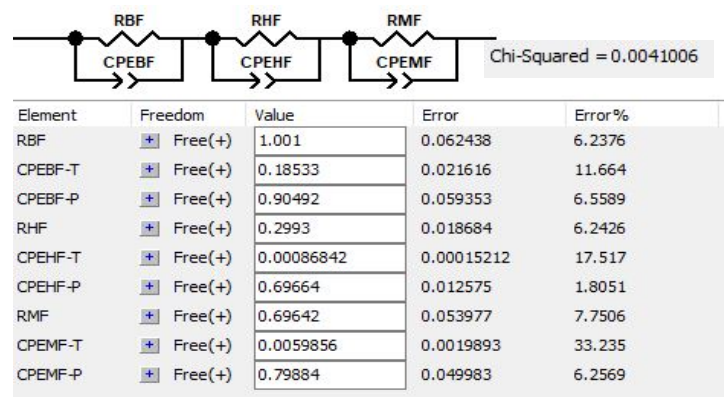 RBF RHF RMF
CPEBF CPEHF CPEMF
Chi-Squared = 0.0041006
Element Freedom Value Error Error%
RBF + Free(+) 1.001 0.062438 6.2376
CPEBF-T + Free(+) 0.18533 0.021616 11.664
CPEBF-P + Free(+) 0.90492 0.059353 6.5589
RHF + Free(+) 0.2993 0.018684 6.2426
CPEHF-T + Free(+) 0.00086842 0.00015212 17.517
CPEHF-P + Free(+) 0.69664 0.012575 1.8051
RMF + Free(+) 0.69642 0.053977 7.7506
CPEMF-T + Free(+) 0.0059856 0.0019893 33.235
CPEMF-P + Free(+) 0.79884 0.049983 6.2569